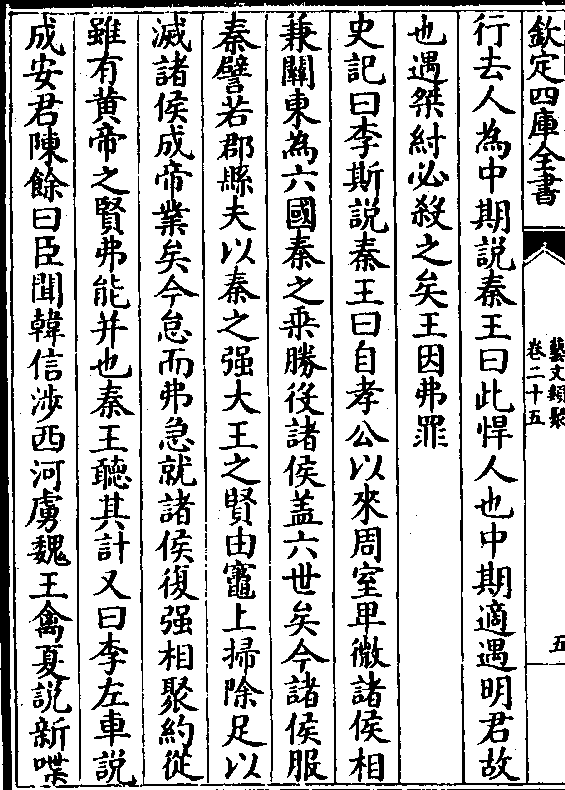 欽定四庫全書
藝文類聚
卷二十五
五
行去人為中期說秦王曰此悍人也中期適遇明君故
也遇桀紂必殺之矣王因弗罪
史記曰李斯說秦王曰自孝公以來周室卑微諸侯相
兼關東為六國秦之乗勝役諸侯蓋六世矣今諸侯服
秦譬若郡縣夫以秦之强大王之賢由竈上掃除足以
滅諸侯成帝業矣今怠而弗急就諸侯復强相聚約從
雖有黄帝之賢弗能并也秦王聽其計又曰李左車說
成安君陳餘曰臣聞韓信涉西河虜魏王禽夏説新喋